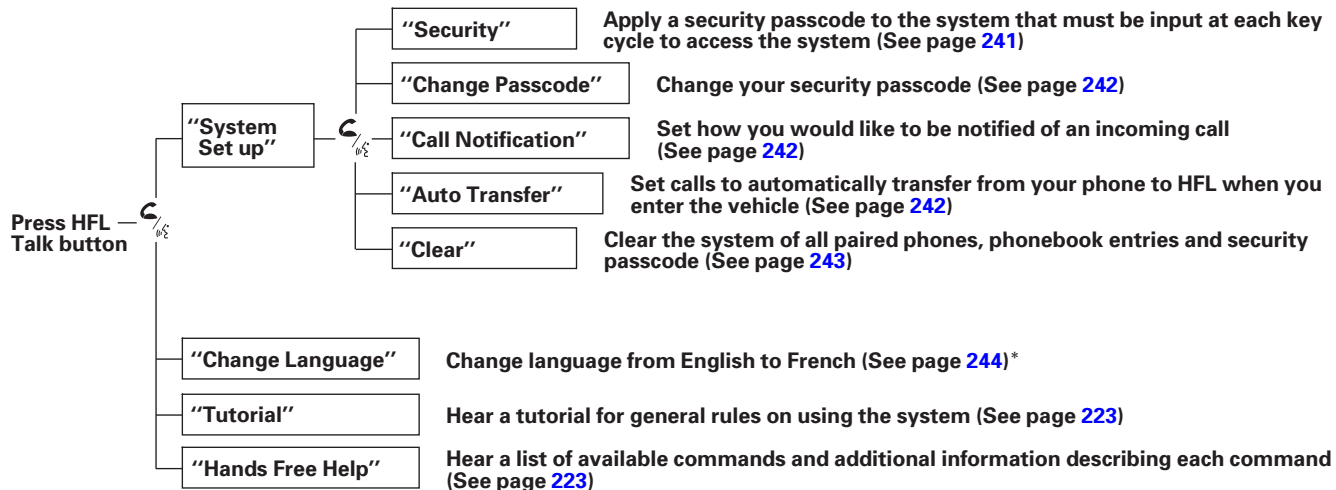 "Security"
Apply a security passcode to the system that must be input at each key
cycle to access the system (See page 241)
"Change Passcode"
Change your security passcode (See page 242)
"System
Set up"
"Call Notification"
Set how you would like to be notified of an incoming call
(See page 242)
"Auto Transfer"
Set calls to automatically transfer from your phone to HFL when you
enter the vehicle (See page 242)
Press HFL
Talk button
"Clear"
Clear the system of all paired phones, phonebook entries and security
passcode (See page 243)
"Change Language"
Change language from English to French (See page 244)*
"Tutorial"
Hear a tutorial for general rules on using the system (See page 223)
"Hands Free Help"
Hear a list of available commands and additional information describing each command
(See page 223)